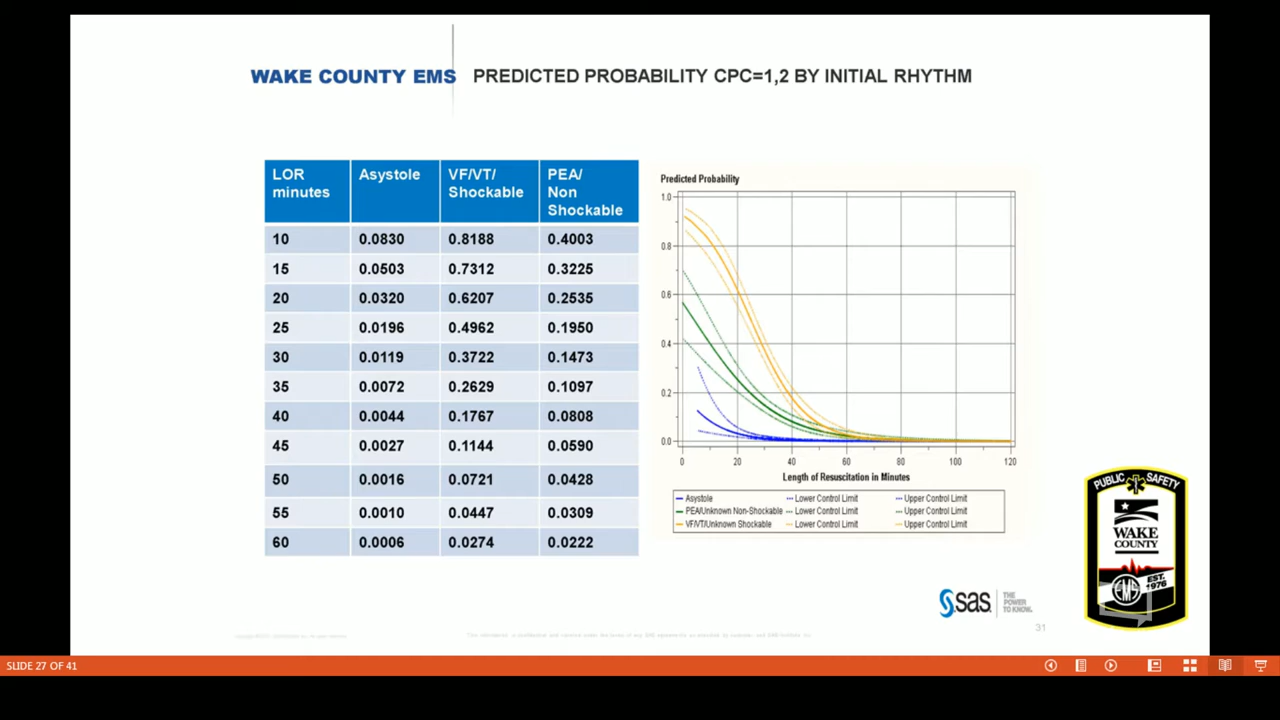 WAKE COUNTY EMS PREDICTED PROBABILITY CPC=1,2 BY INITIAL RHYTHM
LOR minutes Asystole VF/VT/ Shockable PEA/ Non Shockable
10 0.0830 0.8188 0.4003
15 0.0503 0.7312 0.3225
20 0.0320 0.6207 0.2535
25 0.0196 0.4962 0.1950
30 0.0119 0.3722 0.1473
35 0.0072 0.2629 0.1097
40 0.0044 0.1767 0.0808
45 0.0027 0.1144 0.0590
50 0.0016 0.0721 0.0428
55 0.0010 0.0447 0.0309
60 0.0006 0.0274 0.0222
Predicted Probability
1.0
0.8
0.6
0.4
0.2
0.0
0 20 40 60 80 100 120
Length of Resuscitation in Minutes
Asystole Lower Control Limit Upper Control Limit
PEA/Unknown Non-Shockable Lower Control Limit Upper Control Limit
VF/VT/Unknown Shockable Lower Control Limit Upper Control Limit
PUBLIC SAFETY
WAKE
COUNTY
EMS
EST.
1976
sas
THE
POWER
TO KNOW.
31
SLIDE 27 OF 41